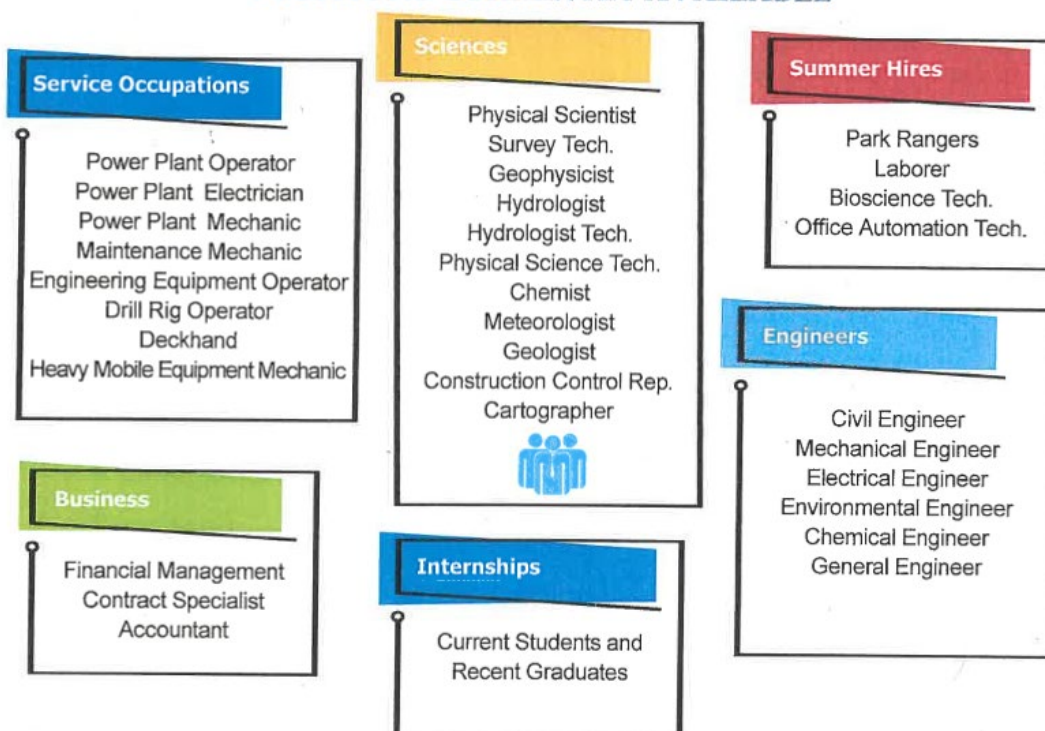 Service Occupations
Power Plant Operator
Power Plant Electrician
Power Plant Mechanic
Maintenance Mechanic
Engineering Equipment Operator
Drill Rig Operator
Deckhand
Heavy Mobile Equipment Mechanic
Business
Financial Management
Contract Specialist
Accountant
Sciences
Physical Scientist
Survey Tech.
Geophysicist
Hydrologist
Hydrologist Tech.
Physical Science Tech.
Chemist
Meteorologist
Geologist
Construction Control Rep.
Cartographer
Internships
Current Students and
Recent Graduates
Summer Hires
Park Rangers
Laborer
Bioscience Tech.
Office Automation Tech.
Engineers
Civil Engineer
Mechanical Engineer
Electrical Engineer
Environmental Engineer
Chemical Engineer
General Engineer